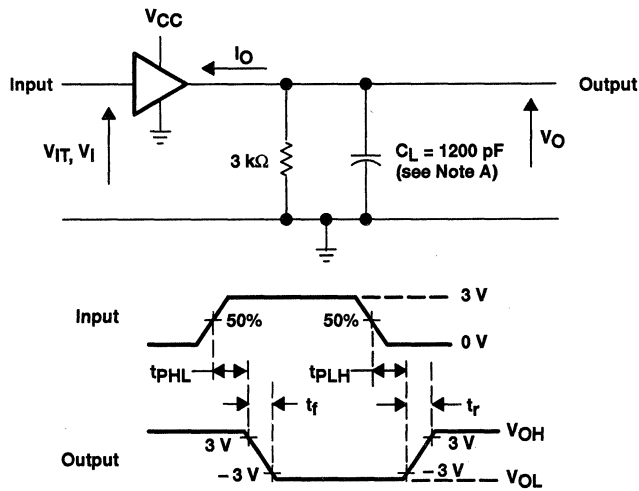 VCC
IO
Input
Output
VIT, VI
3 kΩ
CL = 1200 pF
(see Note A)
VO
3 V
Input
50%
50%
0 V
tPHL
tPLH
tf
tr
VOH
3 V
3 V
Output
– 3 V
– 3 V
VOL